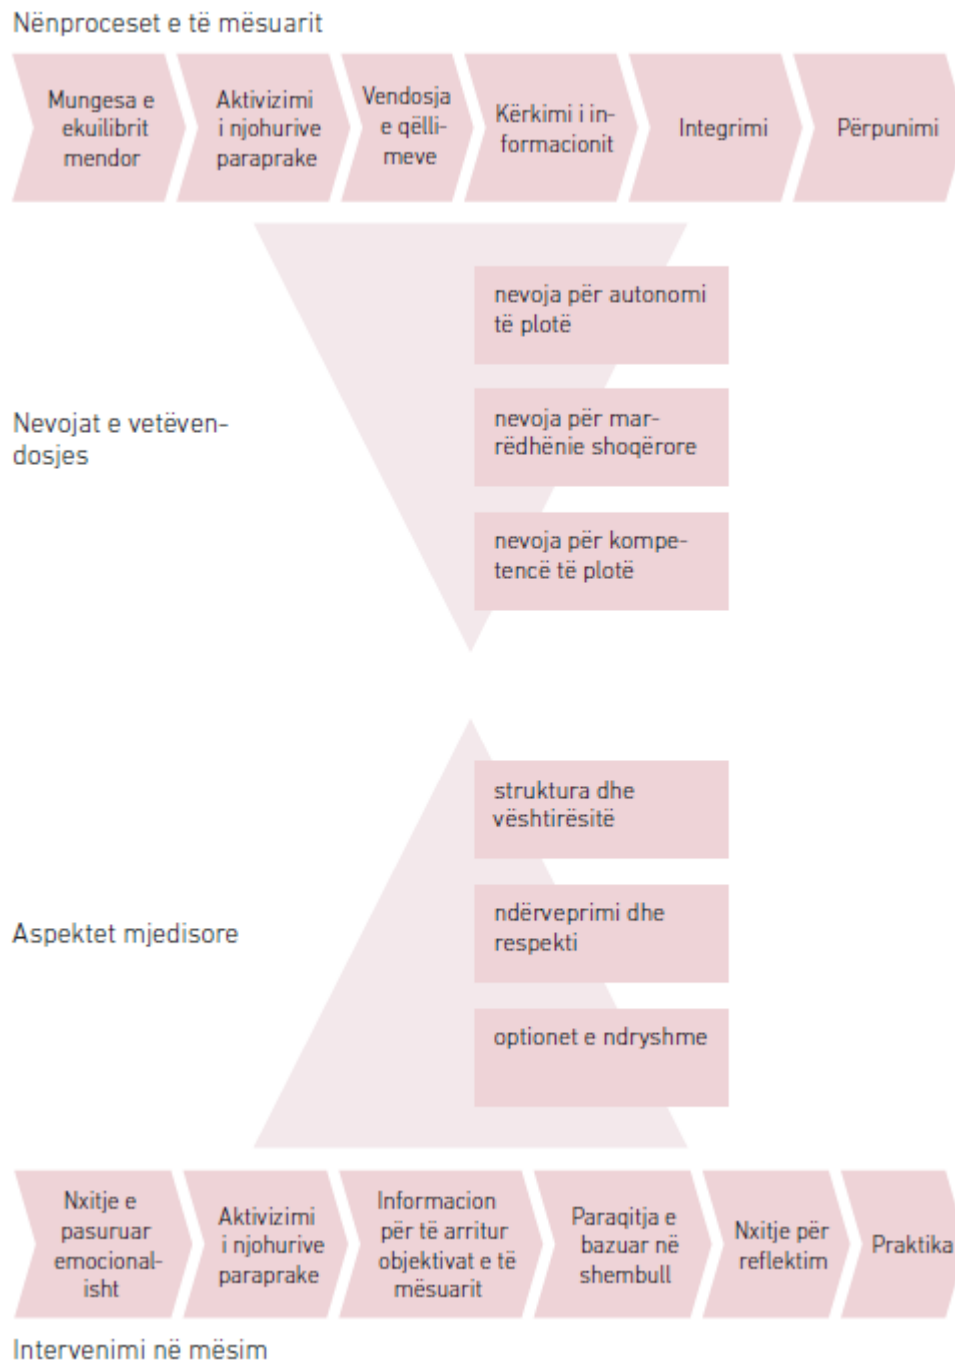 Nënproceset e të mësuarit
Mungesa e
ekuilibrit
mendor
Aktivizimi
i njohurive
paraprake
Vendosja
e qëlli-
meve
Kërkimi i in-
formacionit
Integrimi
Përpunimi
nevoja për autonomi
të plotë
Nevojat e vetëven-
dosjes
nevoja për mar-
rëdhënie shoqërore
nevoja për kompe-
tencë të plotë
struktura dhe
vështirësitë
Aspektet mjedisore
ndërveprimi dhe
respekti
optionet e ndryshme
Nxitje e
pasuruar
emocional-
isht
Aktivizimi
i njohurive
paraprake
Informacion
për të arritur
objektivat e të
mësuarit
Paraqitja e
bazuar në
shembull
Nxitje për
reflektim
Praktika
Intervenimi në mësim